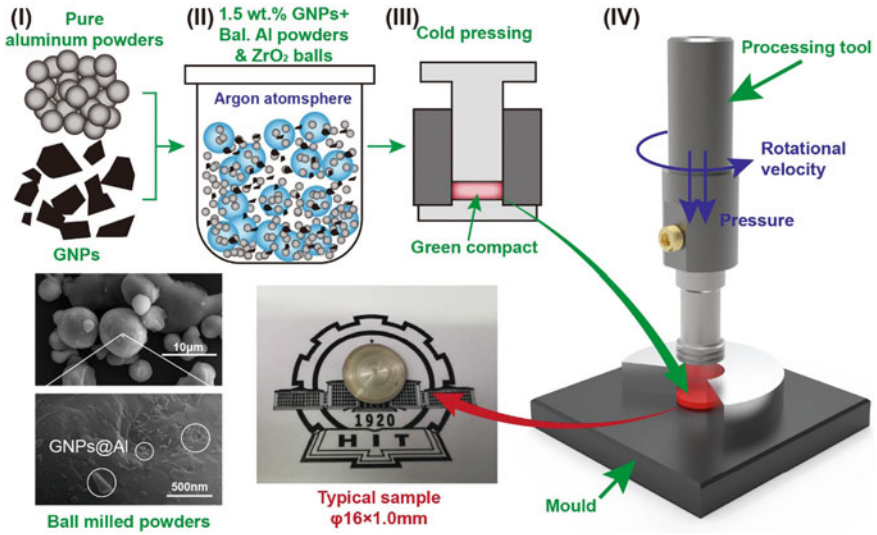 (I)
Pure
aluminum powders
GNPs
(II)
1.5 wt.% GNPs+
Bal. Al powders
& ZrO₂ balls
Argon atomsphere
(III)
Cold pressing
Green compact
(IV)
Processing tool
Rotational
velocity
Pressure
Mould
10μm
GNPs@Al
500nm
Ball milled powders
1920
HIT
Typical sample
φ16×1.0mm